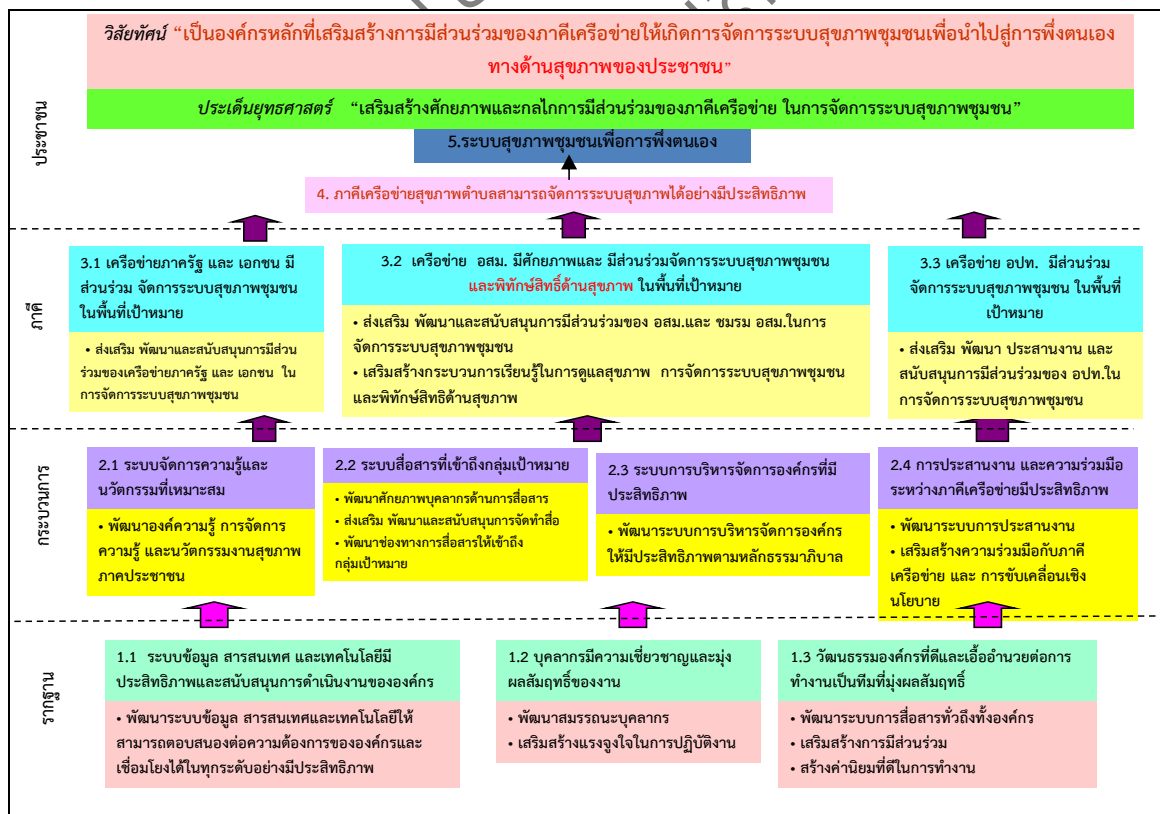 วิสัยทัศน์ “เป็นองค์กรหลักที่เสริมสร้างการมีส่วนร่วมของภาคีเครือข่ายให้เกิดการจัดการระบบสุขภาพชุมชนเพื่อนำไปสู่การพึ่งตนเอง
ทางด้านสุขภาพของประชาชน”
ประเด็นยุทธศาสตร์ “เสริมสร้างศักยภาพและกลไกการมีส่วนร่วมของภาคีเครือข่าย ในการจัดการระบบสุขภาพชุมชน”
ประชาชน
5.ระบบสุขภาพชุมชนเพื่อการพึ่งตนเอง
4. ภาคีเครือข่ายสุขภาพตำบลสามารถจัดการระบบสุขภาพได้อย่างมีประสิทธิภาพ
ภาคี
3.1 เครือข่ายภาครัฐ และ เอกชน มี
ส่วนร่วม จัดการระบบสุขภาพชุมชน
ในพื้นที่เป้าหมาย
• ส่งเสริม พัฒนาและสนับสนุนการมีส่วน
ร่วมของเครือข่ายภาครัฐ และ เอกชน ใน
การจัดการระบบสุขภาพชุมชน
3.2 เครือข่าย อสม. มีศักยภาพและ มีส่วนร่วมจัดการระบบสุขภาพชุมชน
และพิทักษ์สิทธิ์ด้านสุขภาพ ในพื้นที่เป้าหมาย
• ส่งเสริม พัฒนาและสนับสนุนการมีส่วนร่วมของ อสม.และ ชมรม อสม.ในการ
จัดการระบบสุขภาพชุมชน
• เสริมสร้างกระบวนการเรียนรู้ในการดูแลสุขภาพ การจัดการระบบสุขภาพชุมชน
และพิทักษ์สิทธิด้านสุขภาพ
3.3 เครือข่าย อปท. มีส่วนร่วม
จัดการระบบสุขภาพชุมชน ในพื้นที่
เป้าหมาย
• ส่งเสริม พัฒนา ประสานงาน และ
สนับสนุนการมีส่วนร่วมของ อปท.ใน
การจัดการระบบสุขภาพชุมชน
กระบวนการ
2.1 ระบบจัดการความรู้และ
นวัตกรรมที่เหมาะสม
• พัฒนาองค์ความรู้ การจัดการ
ความรู้ และนวัตกรรมงานสุขภาพ
ภาคประชาชน
2.2 ระบบสื่อสารที่เข้าถึงกลุ่มเป้าหมาย
• พัฒนาศักยภาพบุคลากรด้านการสื่อสาร
• ส่งเสริม พัฒนาและสนับสนุนการจัดทำสื่อ
• พัฒนาช่องทางการสื่อสารให้เข้าถึง
กลุ่มเป้าหมาย
2.3 ระบบการบริหารจัดการองค์กรที่มี
ประสิทธิภาพ
• พัฒนาระบบการบริหารจัดการองค์กร
ให้มีประสิทธิภาพตามหลักธรรมาภิบาล
2.4 การประสานงาน และความร่วมมือ
ระหว่างภาคีเครือข่ายมีประสิทธิภาพ
• พัฒนาระบบการประสานงาน
• เสริมสร้างความร่วมมือกับภาคี
เครือข่าย และ การขับเคลื่อนเชิง
นโยบาย
รากฐาน
1.1 ระบบข้อมูล สารสนเทศ และเทคโนโลยีมี
ประสิทธิภาพและสนับสนุนการดำเนินงานขององค์กร
• พัฒนาระบบข้อมูล สารสนเทศและเทคโนโลยีให้
สามารถตอบสนองต่อความต้องการขององค์กรและ
เชื่อมโยงได้ในทุกระดับอย่างมีประสิทธิภาพ
1.2 บุคลากรมีความเชี่ยวชาญและมุ่ง
ผลสัมฤทธิ์ของงาน
• พัฒนาสมรรถนะบุคลากร
• เสริมสร้างแรงจูงใจในการปฏิบัติงาน
1.3 วัฒนธรรมองค์กรที่ดีและเอื้ออำนวยต่อการ
ทำงานเป็นทีมที่มุ่งผลสัมฤทธิ์
• พัฒนาระบบการสื่อสารทั่วถึงทั้งองค์กร
• เสริมสร้างการมีส่วนร่วม
• สร้างค่านิยมที่ดีในการทำงาน